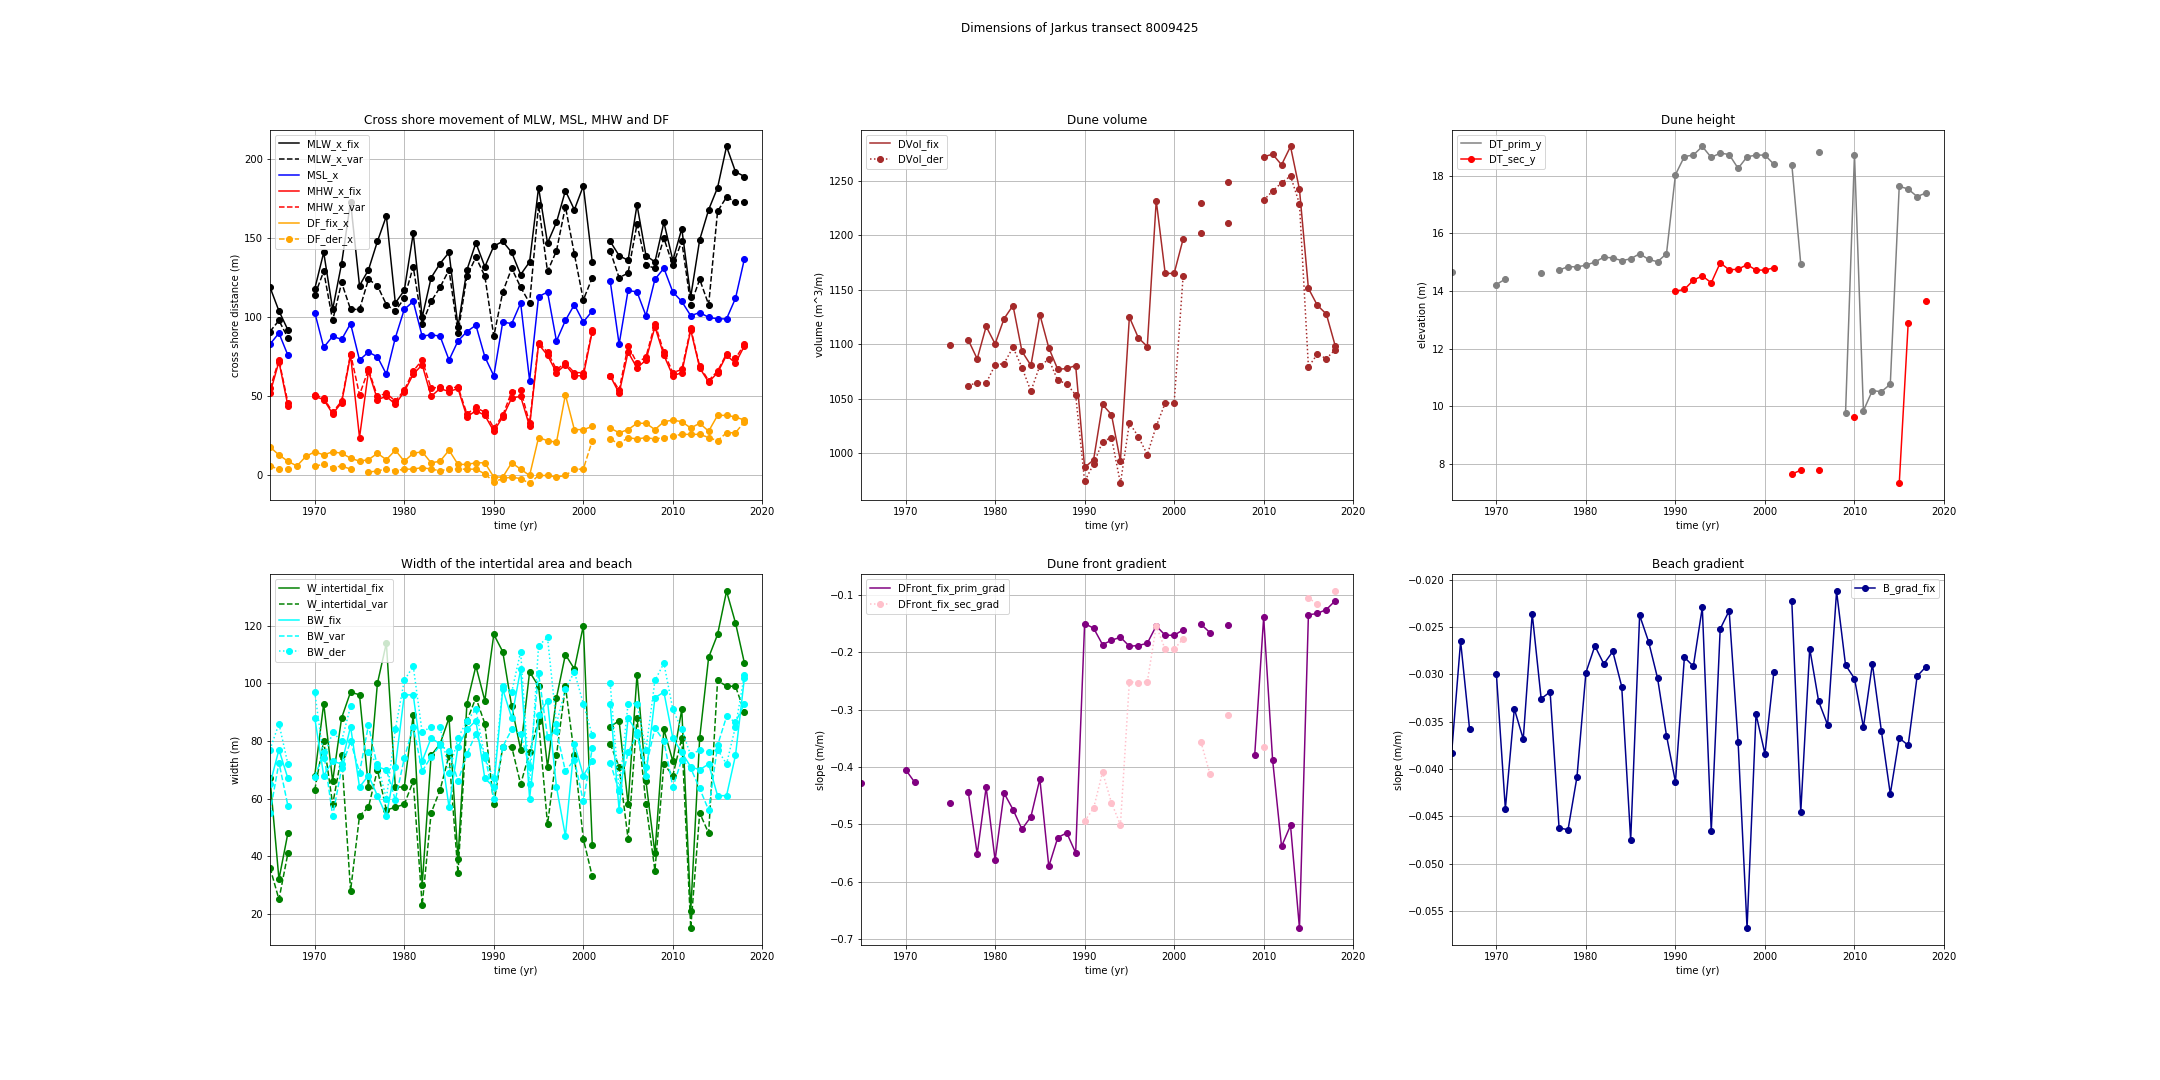 Dimensions of Jarkus transect 8009425
Cross shore movement of MLW, MSL, MHW and DF
MLW_x_fix
MLW_x_var
MSL_x
MHW_x_fix
MHW_x_var
DF_fix_x
DF_der_x
cross shore distance (m)
200
150
100
50
0
1970 1980 1990 2000 2010 2020
time (yr)
Dune volume
DVol_fix
DVol_der
volume (m^3/m)
1250
1200
1150
1100
1050
1000
1970 1980 1990 2000 2010 2020
time (yr)
Dune height
DT_prim_y
DT_sec_y
elevation (m)
18
16
14
12
10
8
1970 1980 1990 2000 2010 2020
time (yr)
Width of the intertidal area and beach
W_intertidal_fix
W_intertidal_var
BW_fix
BW_var
BW_der
width (m)
120
100
80
60
40
20
1970 1980 1990 2000 2010 2020
time (yr)
Dune front gradient
DFront_fix_prim_grad
DFront_fix_sec_grad
slope (m/m)
−0.1
−0.2
−0.3
−0.4
−0.5
−0.6
−0.7
1970 1980 1990 2000 2010 2020
time (yr)
Beach gradient
B_grad_fix
slope (m/m)
−0.020
−0.025
−0.030
−0.035
−0.040
−0.045
−0.050
−0.055
1970 1980 1990 2000 2010 2020
time (yr)